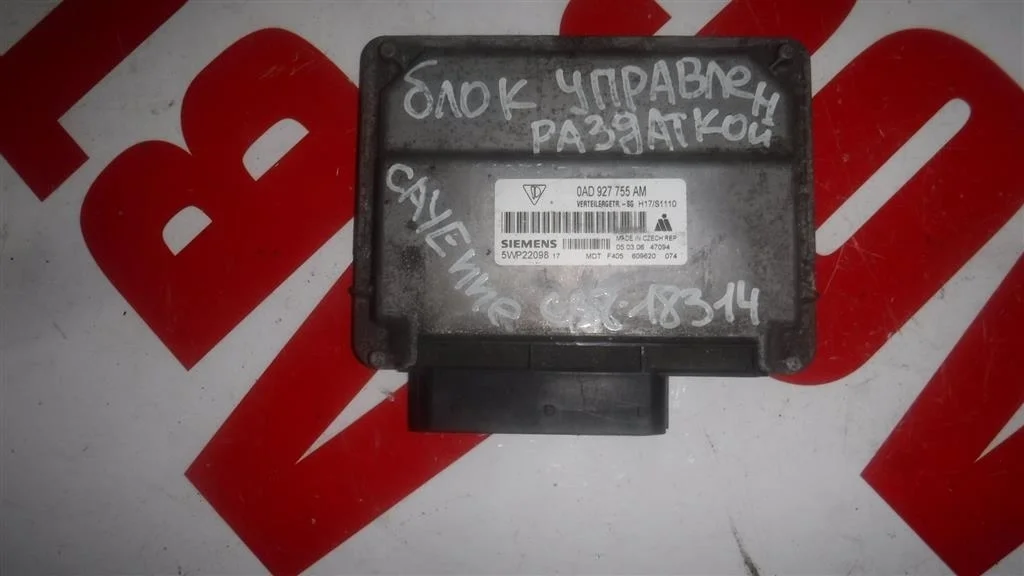 БЛОК УПРАВЛЕН
РАЗДАТКОЙ
CAYENNE
0AD 927 755 AM
VERTEILERGETR. - SG H17/S1110
MADE IN CZECH REP
SIEMENS 05.03.06 47094
5WP22098 17 MDT F405 609620 074
18314